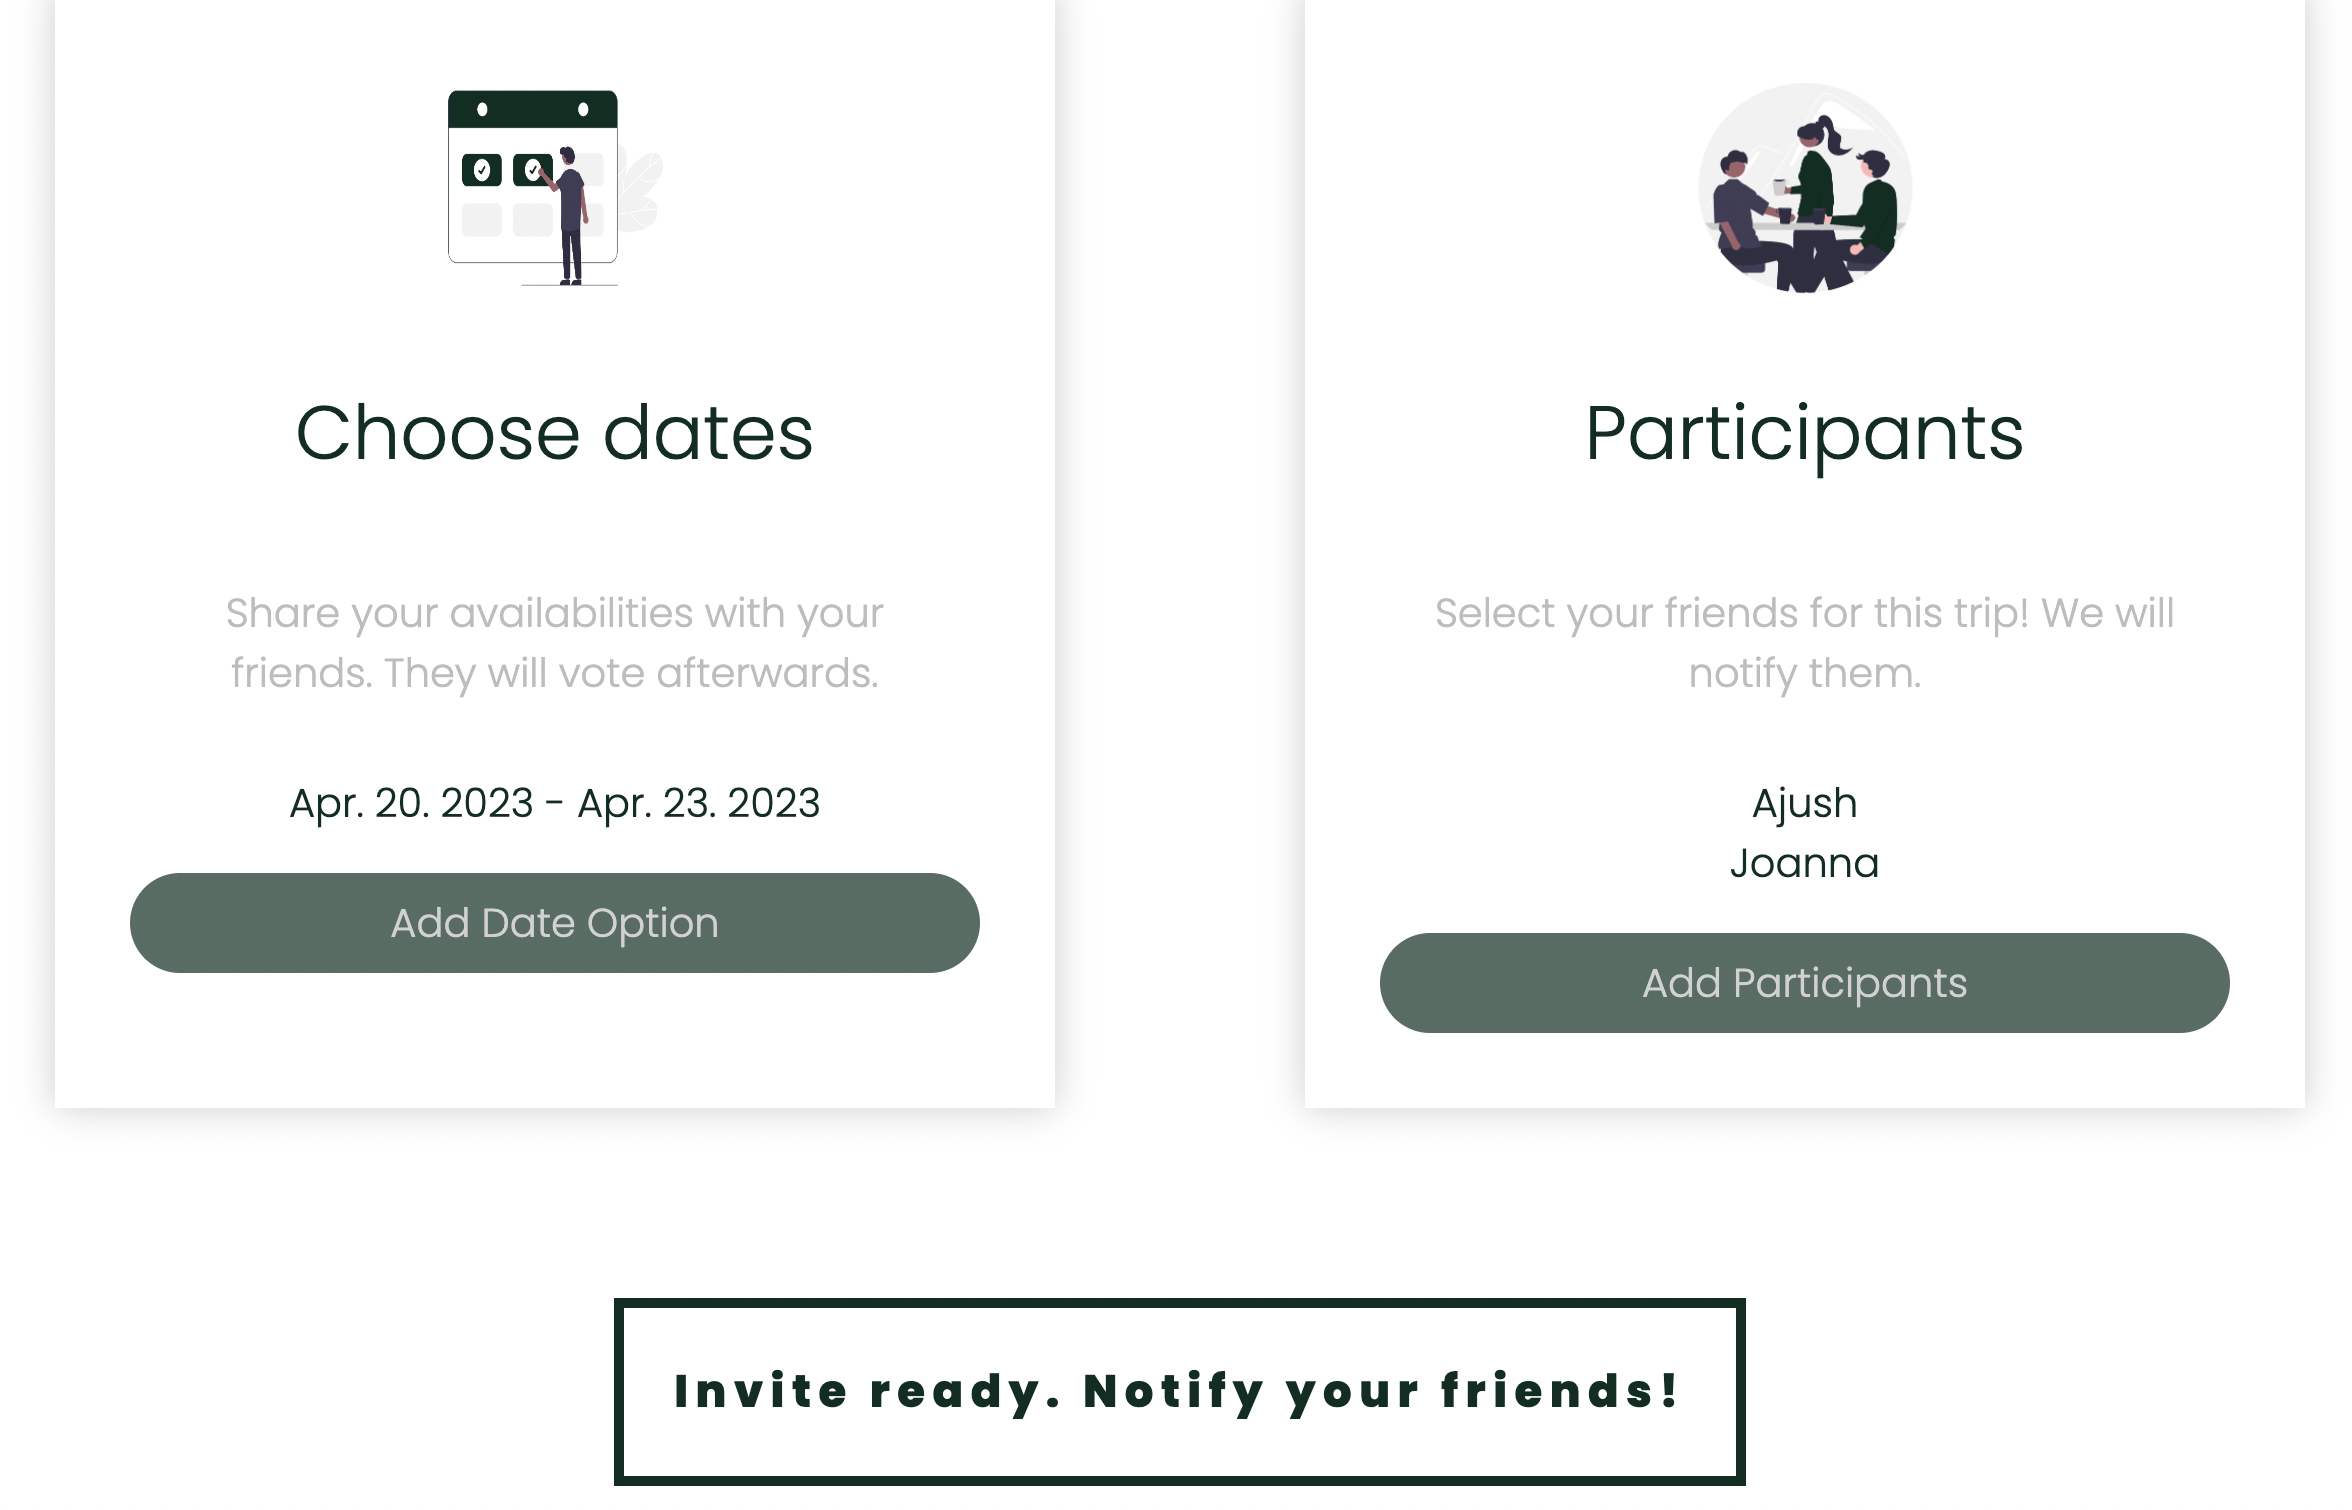 Choose dates
Share your availabilities with your
friends. They will vote afterwards.
Apr. 20. 2023 - Apr. 23. 2023
Add Date Option
Participants
Select your friends for this trip! We will
notify them.
Ajush
Joanna
Add Participants
Invite ready. Notify your friends!